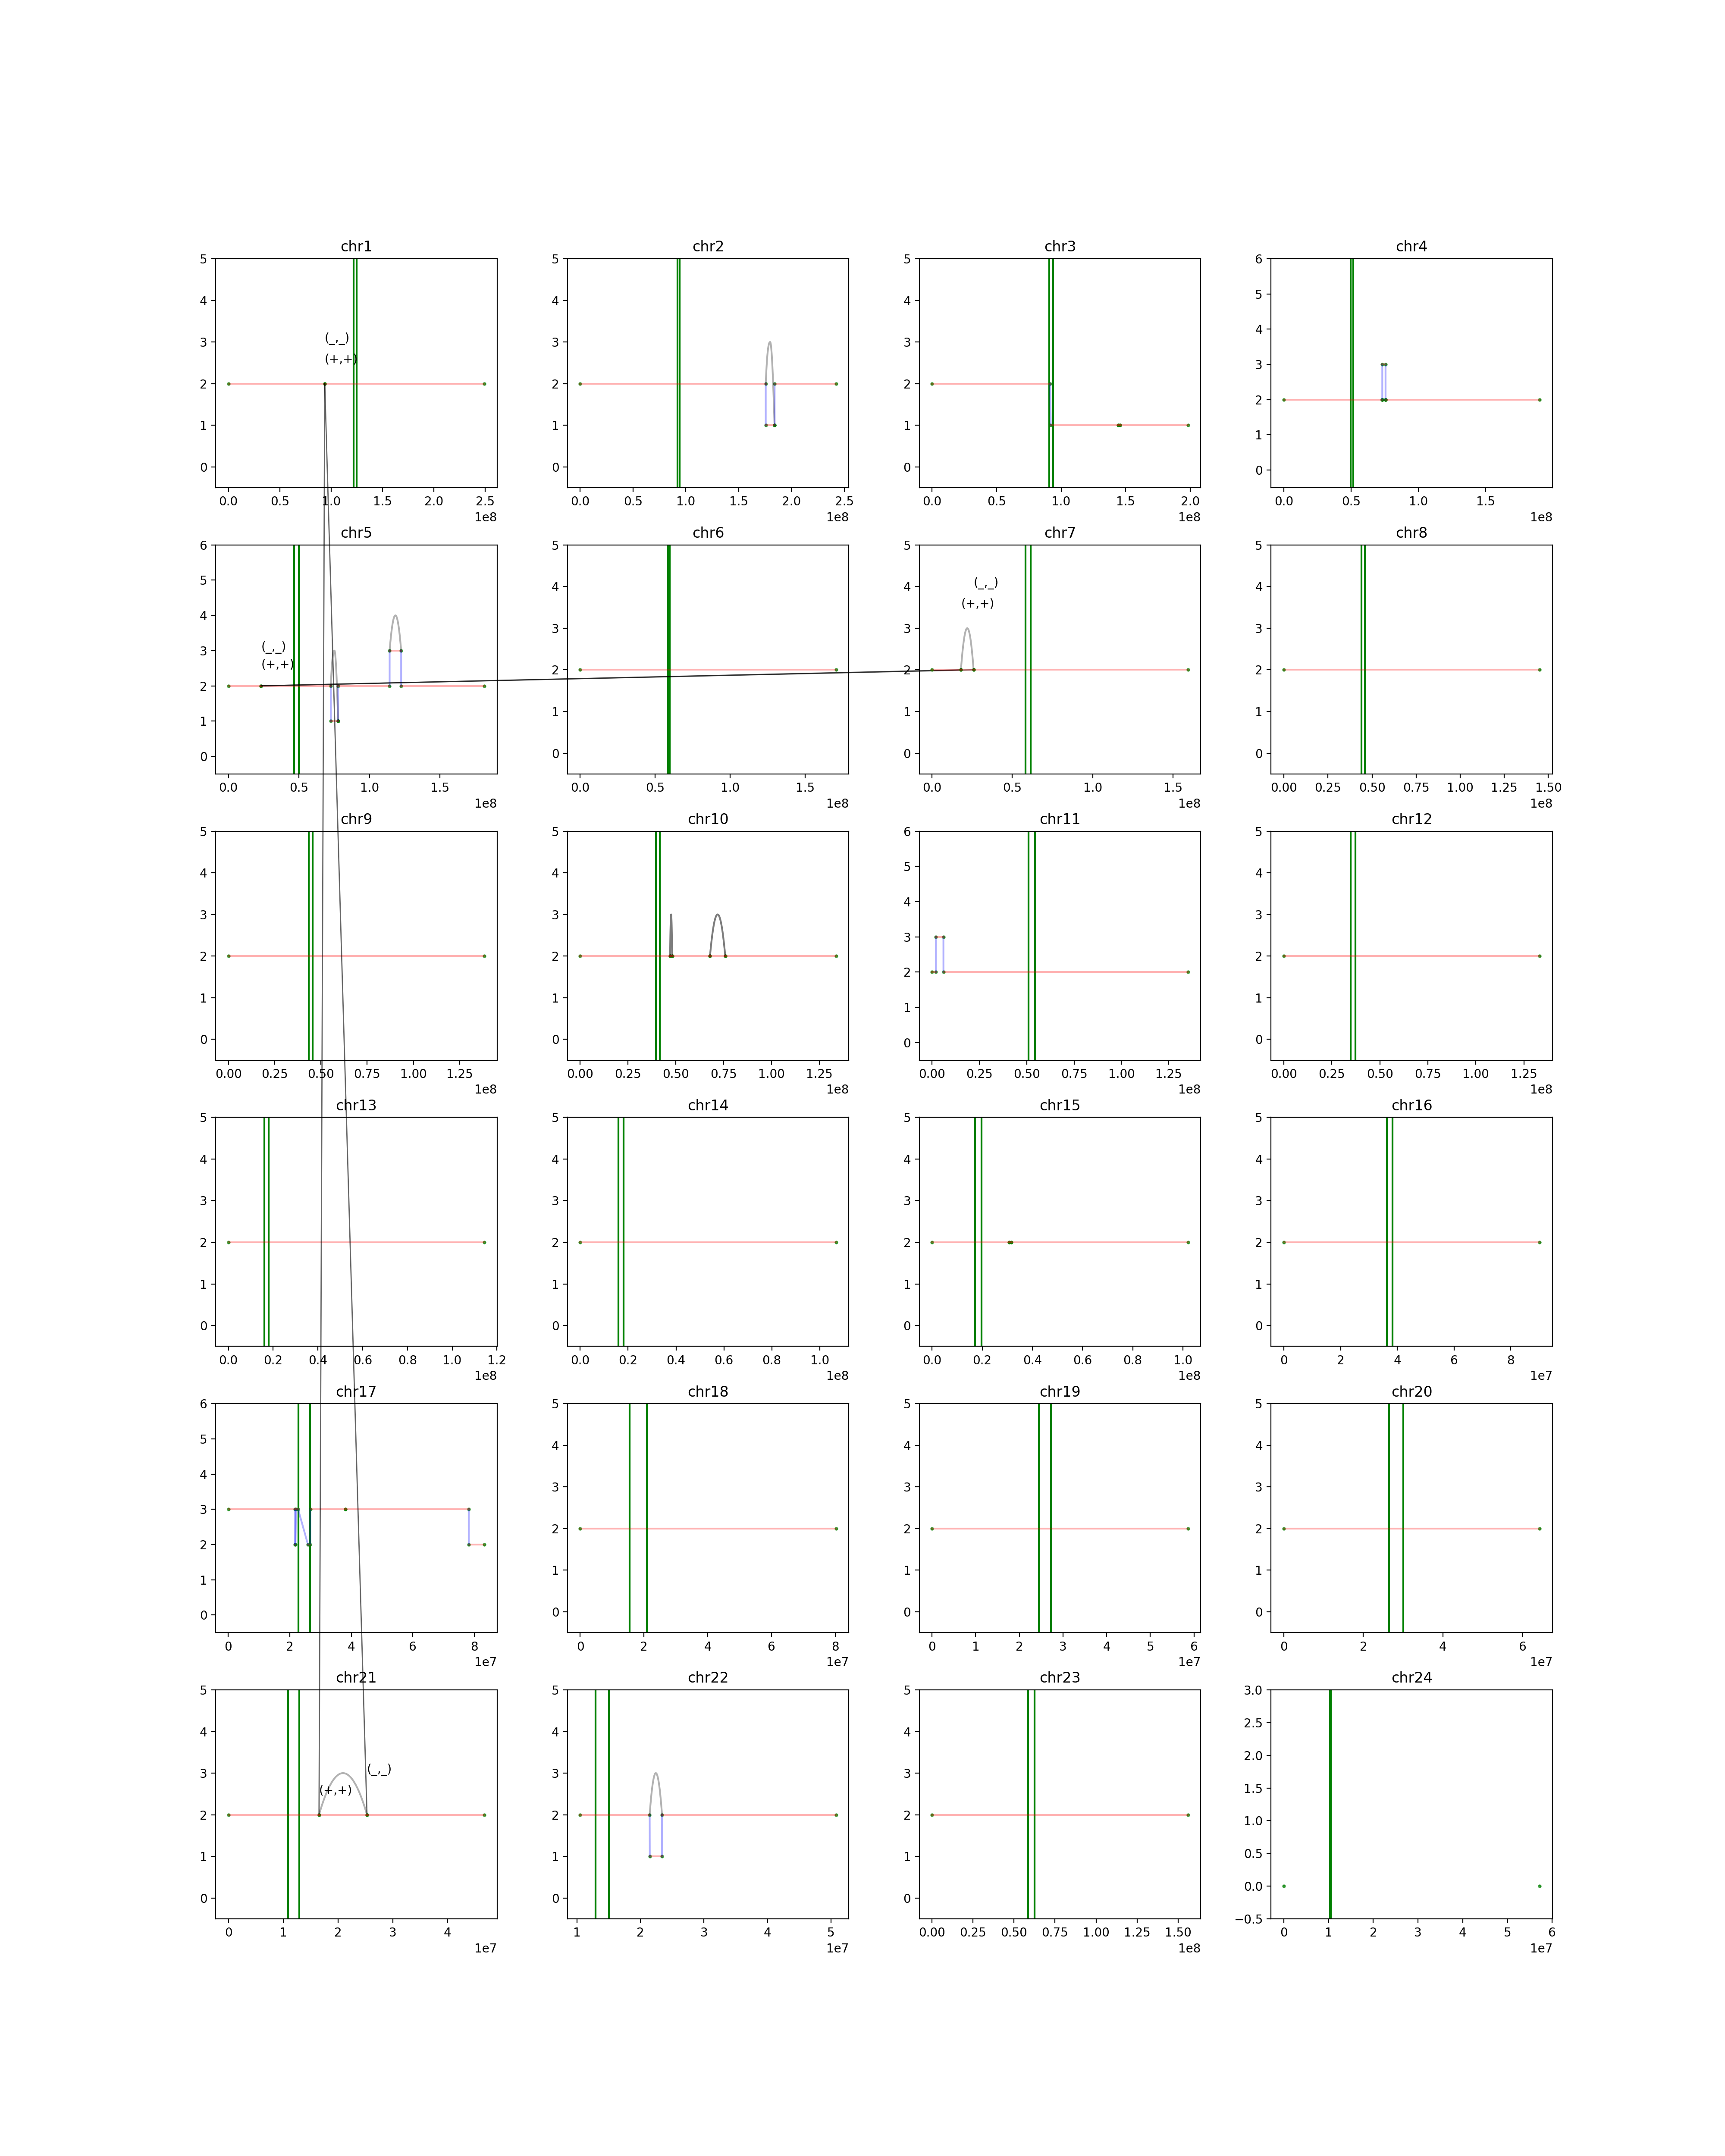 chr1 chr2 chr3 chr4
5 5 5 6
4 4 4 5
3 3 3 4
2 2 2 3
1 1 1 2
0 0 0 1
0
(_,_)
(+,+)
0.0 0.5 1.0 1.5 2.0 2.5 0.0 0.5 1.0 1.5 2.0 2.5 0.0 0.5 1.0 1.5 2.0 0.0 0.5 1.0 1.5
1e8 1e8 1e8 1e8
chr5 chr6 chr7 chr8
6 5 5 5
5 4 4 4
4 3 3 3
3 2 2 2
2 1 1 1
1 0 0 0
0
(_,_) (_,_)
(+,+) (+,+)
0.0 0.5 1.0 1.5 0.0 0.5 1.0 1.5 0.0 0.5 1.0 1.5 0.00 0.25 0.50 0.75 1.00 1.25 1.50
1e8 1e8 1e8 1e8
chr9 chr10 chr11 chr12
5 5 6 5
4 4 5 4
3 3 4 3
2 2 3 2
1 1 2 1
0 0 1 0
0
0.00 0.25 0.50 0.75 1.00 1.25 0.00 0.25 0.50 0.75 1.00 1.25 0.00 0.25 0.50 0.75 1.00 1.25 0.00 0.25 0.50 0.75 1.00 1.25
1e8 1e8 1e8 1e8
chr13 chr14 chr15 chr16
5 5 5 5
4 4 4 4
3 3 3 3
2 2 2 2
1 1 1 1
0 0 0 0
0.0 0.2 0.4 0.6 0.8 1.0 1.2 0.0 0.2 0.4 0.6 0.8 1.0 0.0 0.2 0.4 0.6 0.8 1.0 0 2 4 6 8
1e8 1e8 1e8 1e7
chr17 chr18 chr19 chr20
6 5 5 5
5 4 4 4
4 3 3 3
3 2 2 2
2 1 1 1
1 0 0 0
0
0 2 4 6 8 0 2 4 6 8 0 1 2 3 4 5 6 0 2 4 6
1e7 1e7 1e7 1e7
chr21 chr22 chr23 chr24
5 5 5 3.0
4 4 4 2.5
3 3 3 2.0
2 2 2 1.5
1 1 1 1.0
0 0 0 0.5
0.0
−0.5
(_,_)
(+,+)
0 1 2 3 4 1 2 3 4 5 0.00 0.25 0.50 0.75 1.00 1.25 1.50 0 1 2 3 4 5 6
1e7 1e7 1e8 1e7